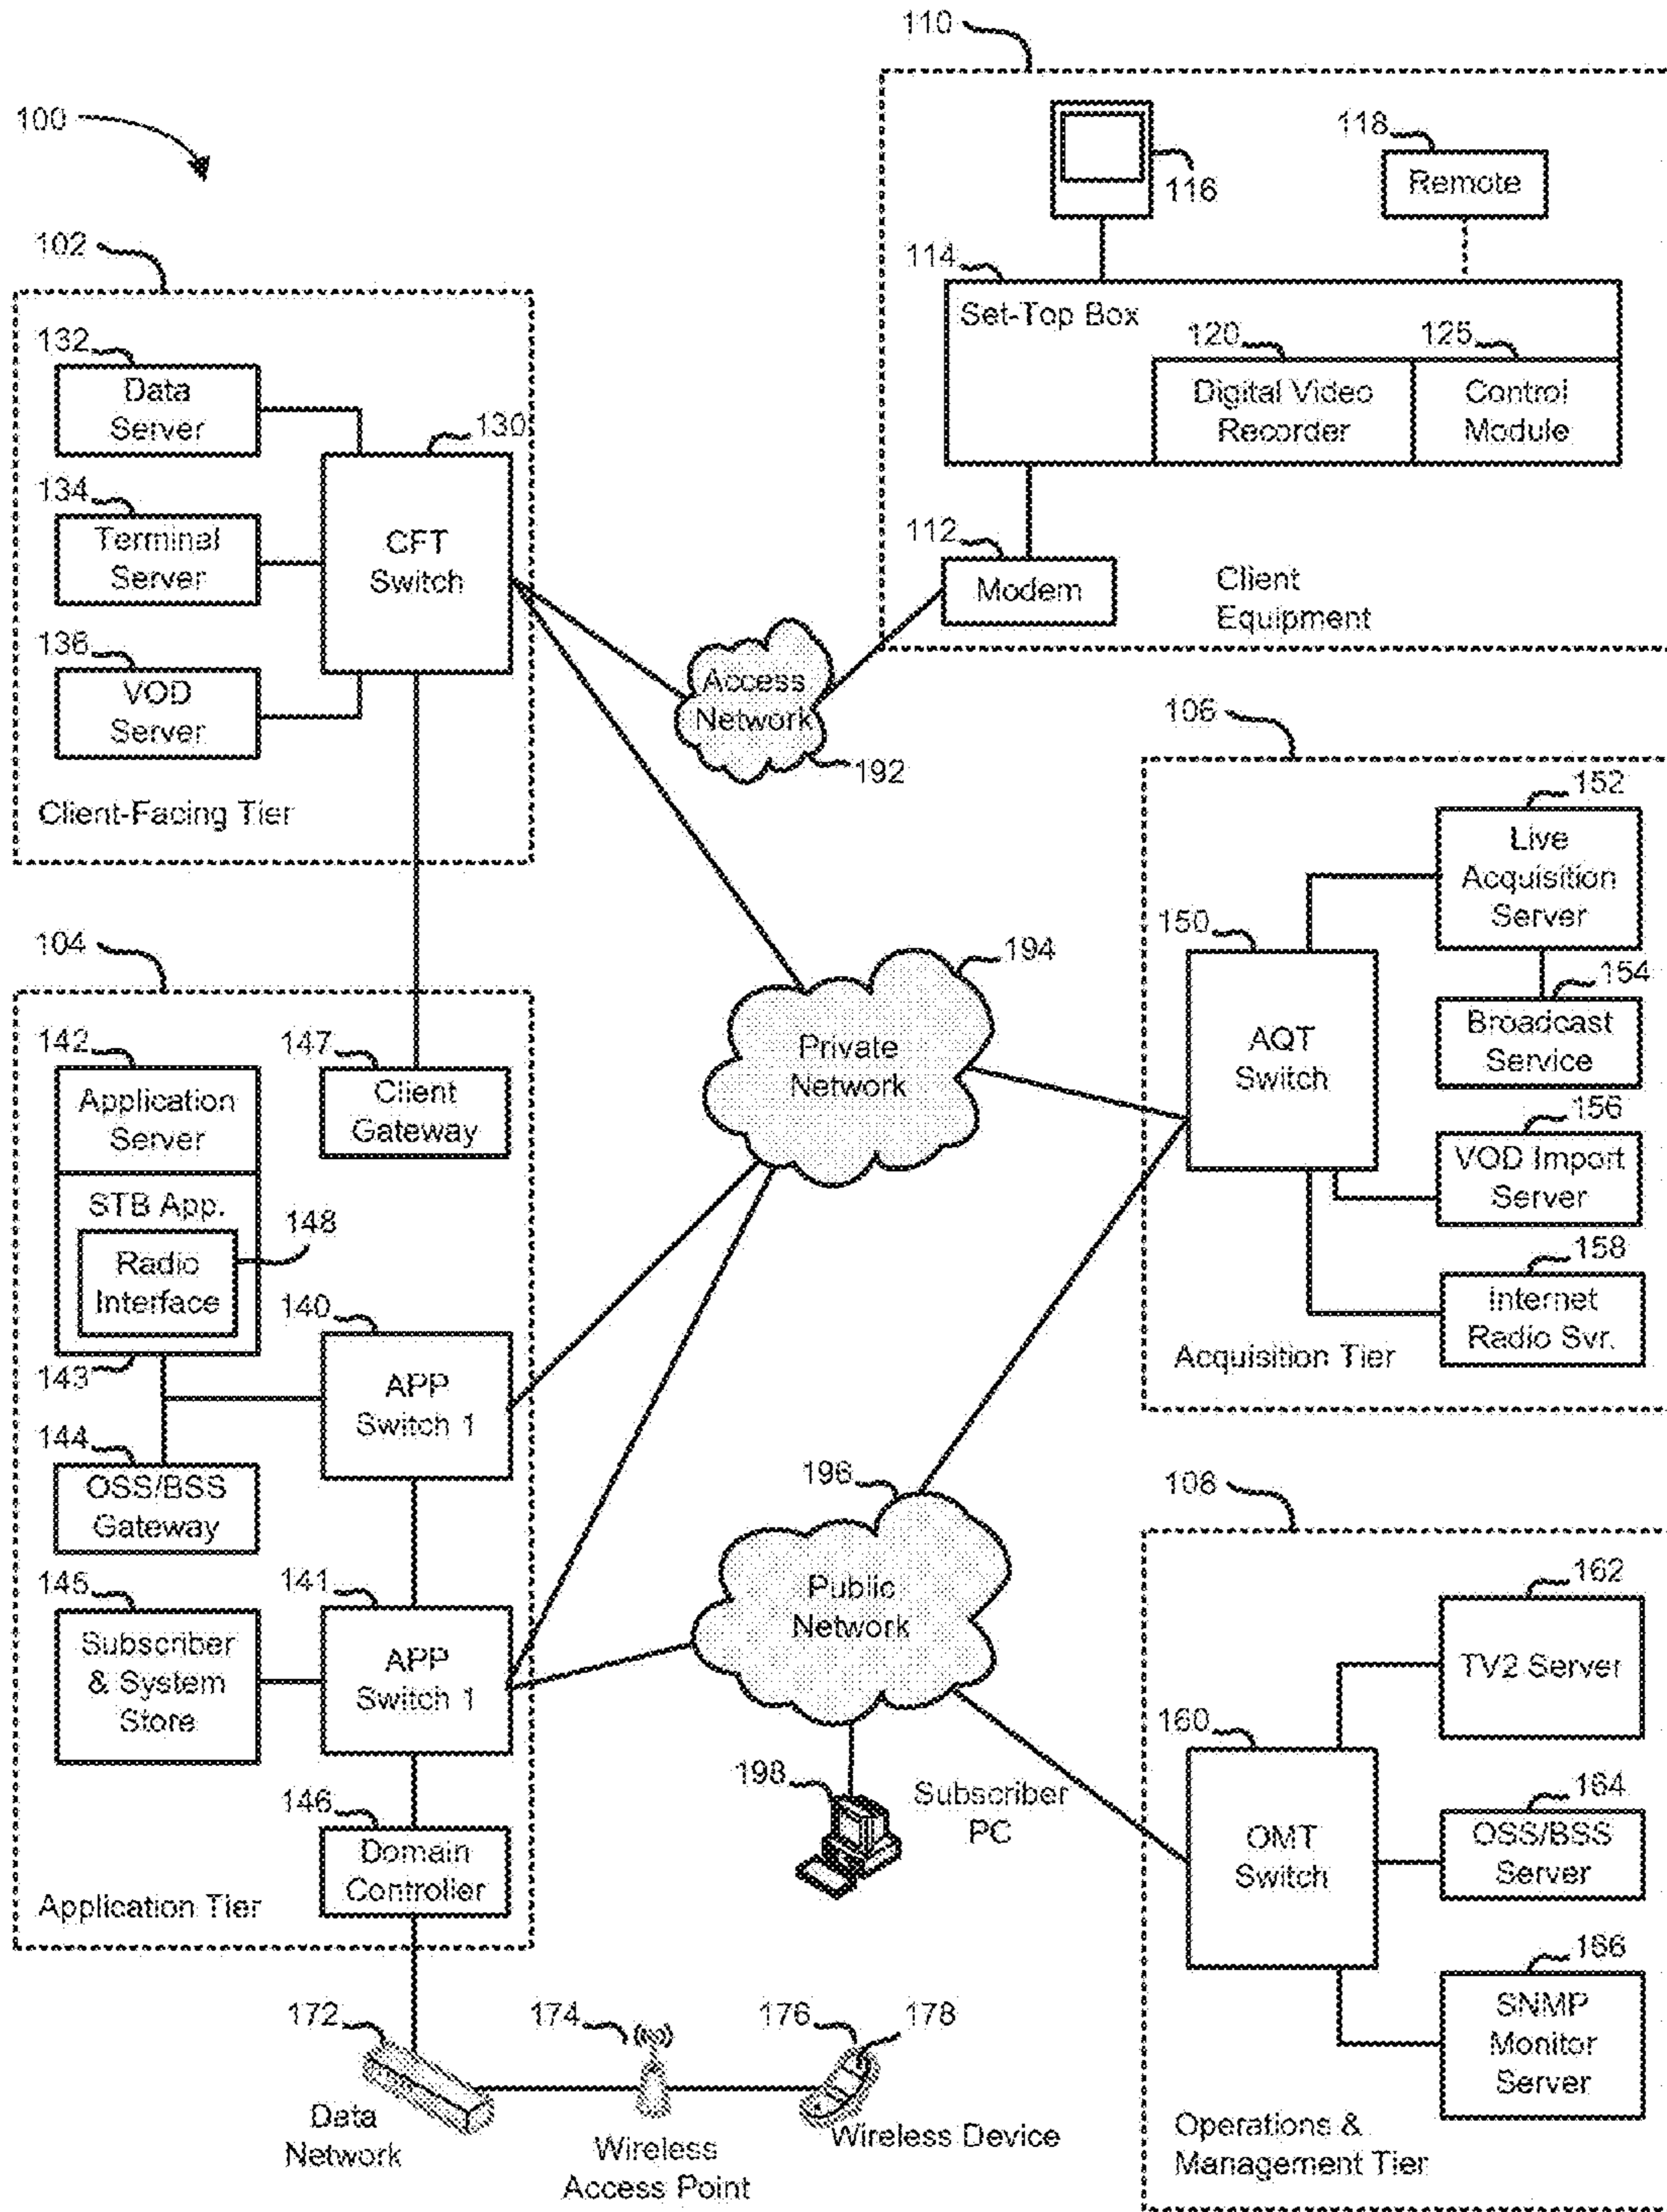 100
110
116
118
Remote
114
Set-Top Box
120
Digital Video
Recorder
125
Control
Module
112
Modem
Client
Equipment
102
132
Data
Server
134
Terminal
Server
136
VOD
Server
130
CFT
Switch
Client-Facing Tier
Access
Network
192
106
152
Live
Acquisition
Server
150
AQT
Switch
154
Broadcast
Service
156
VOD Import
Server
158
Internet
Radio Svr.
Acquisition Tier
194
Private
Network
104
142
Application
Server
STB App.
148
Radio
Interface
143
147
Client
Gateway
140
APP
Switch 1
144
OSS/BSS
Gateway
145
Subscriber
& System
Store
141
APP
Switch 1
146
Domain
Controller
Application Tier
196
Public
Network
198
Subscriber
PC
108
162
TV2 Server
160
OMT
Switch
164
OSS/BSS
Server
166
SNMP
Monitor
Server
Operations &
Management Tier
172
Data
Network
174
Wireless
Access Point
176
178
Wireless Device